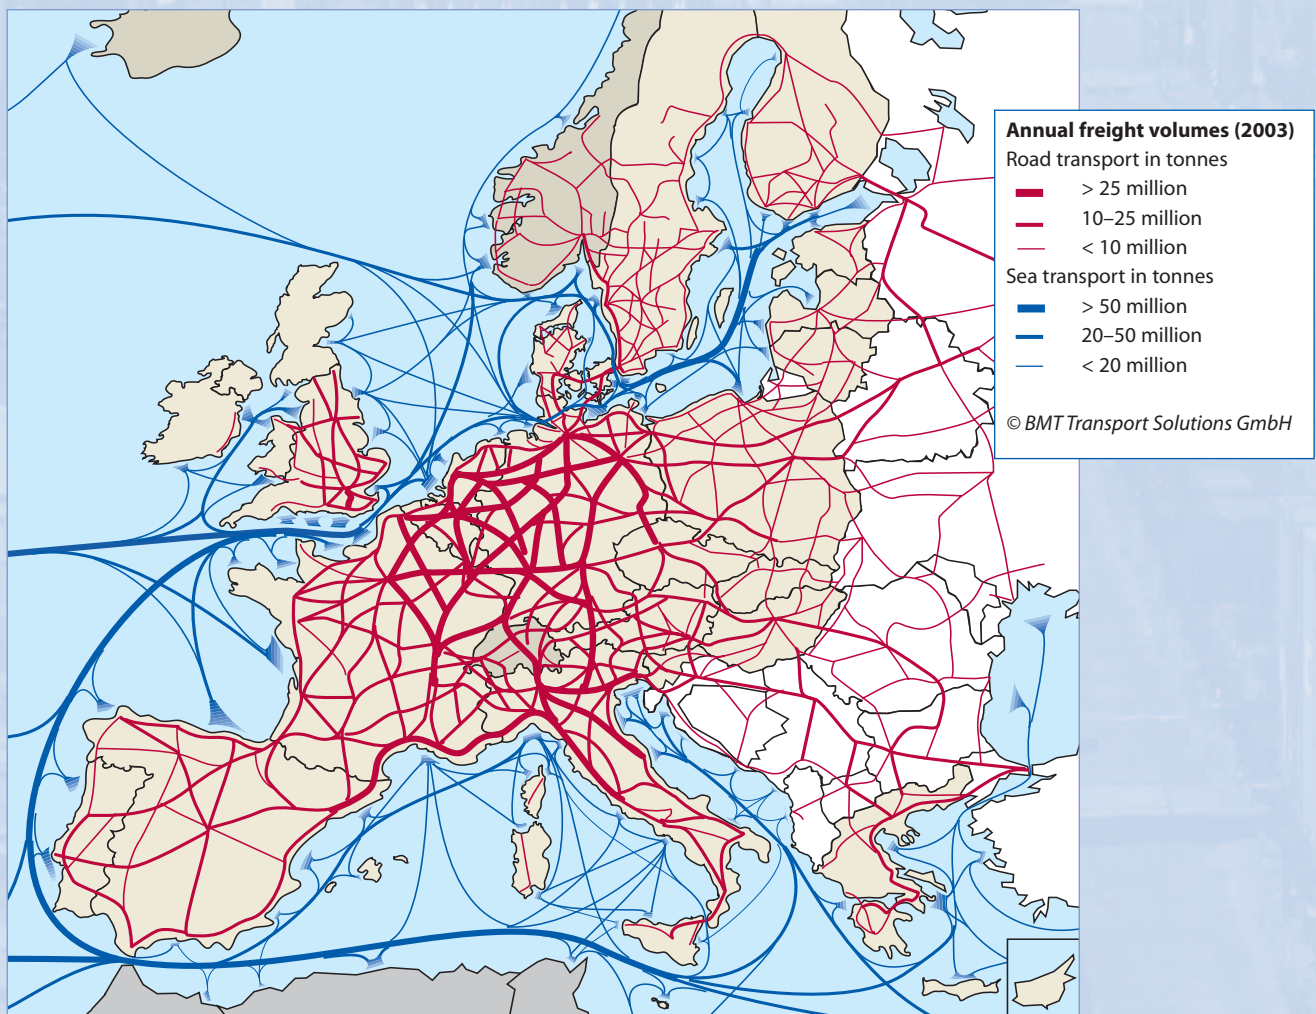 Annual freight volumes (2003)
Road transport in tonnes
> 25 million
10–25 million
< 10 million
Sea transport in tonnes
> 50 million
20–50 million
< 20 million
© BMT Transport Solutions GmbH